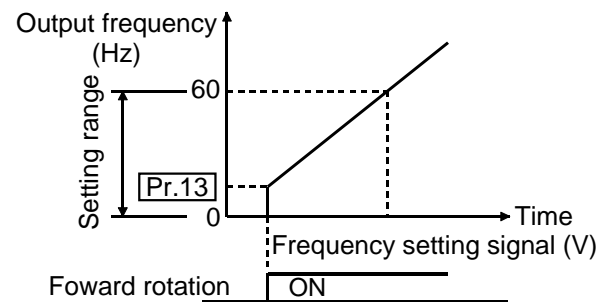 Output frequency
(Hz)
Setting range
60
Pr.13
0
Time
Frequency setting signal (V)
Foward rotation
ON